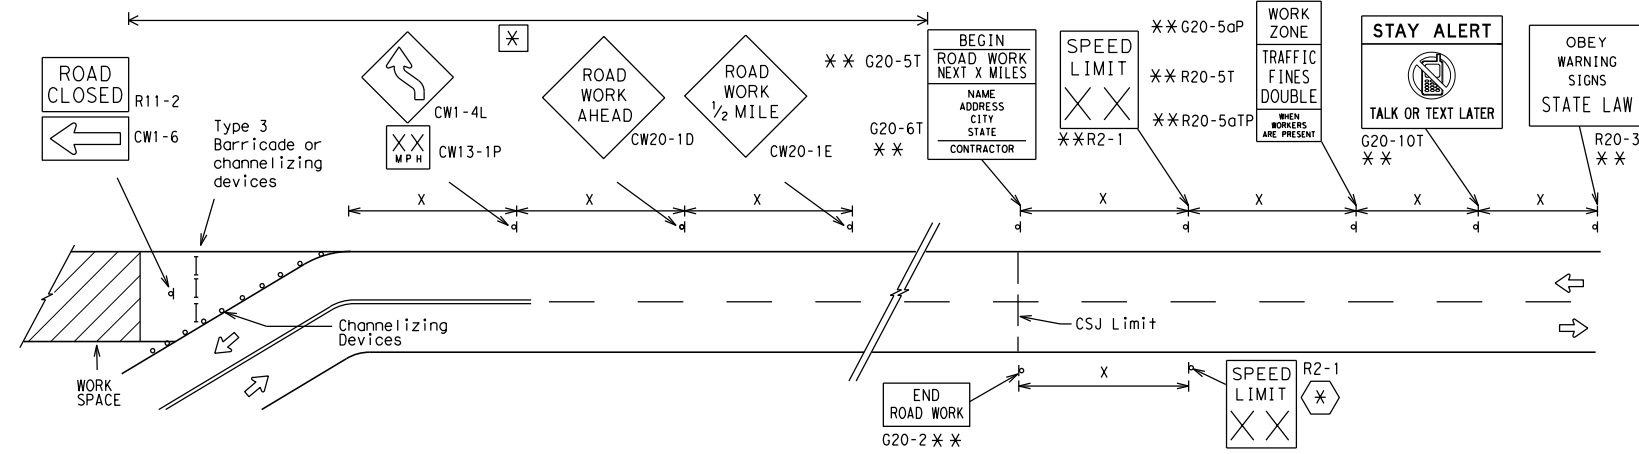 ROAD
CLOSED
R11-2
CW1-6
Type 3
Barricade or
channelizing
devices
CW1-4L
XX
MPH
CW13-1P
*
ROAD
WORK
AHEAD
CW20-1D
ROAD
WORK
1/2 MILE
CW20-1E
** G20-5T
BEGIN
ROAD WORK
NEXT X MILES
NAME
ADDRESS
CITY
STATE
CONTRACTOR
G20-6T
**
SPEED
LIMIT
XX
**R2-1
**G20-5aP
WORK
ZONE
**R20-5T
TRAFFIC
FINES
DOUBLE
**R20-5aTP
WHEN
WORKERS
ARE PRESENT
STAY ALERT
TALK OR TEXT LATER
G20-10T
**
OBEY
WARNING
SIGNS
STATE LAW
R20-3
**
X
X
X
X
X
X
X
Channelizing
Devices
CSJ Limit
WORK
SPACE
END
ROAD WORK
G20-2**
X
SPEED
LIMIT
XX
R2-1
*